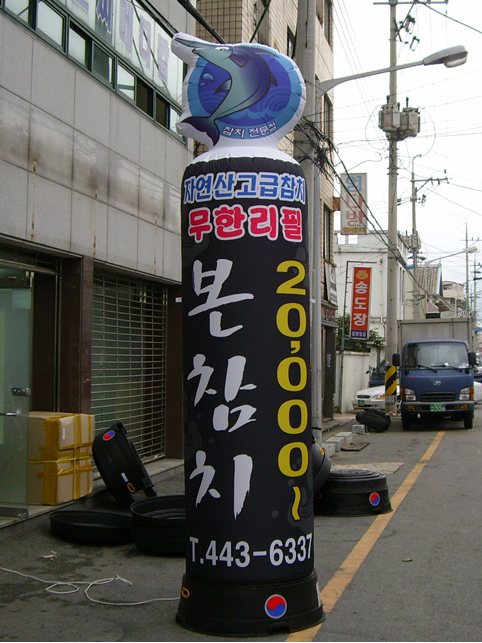 참치 전문점
자연산고급참치
무한리필
본참치
20,000~
T.443-6337
송도장